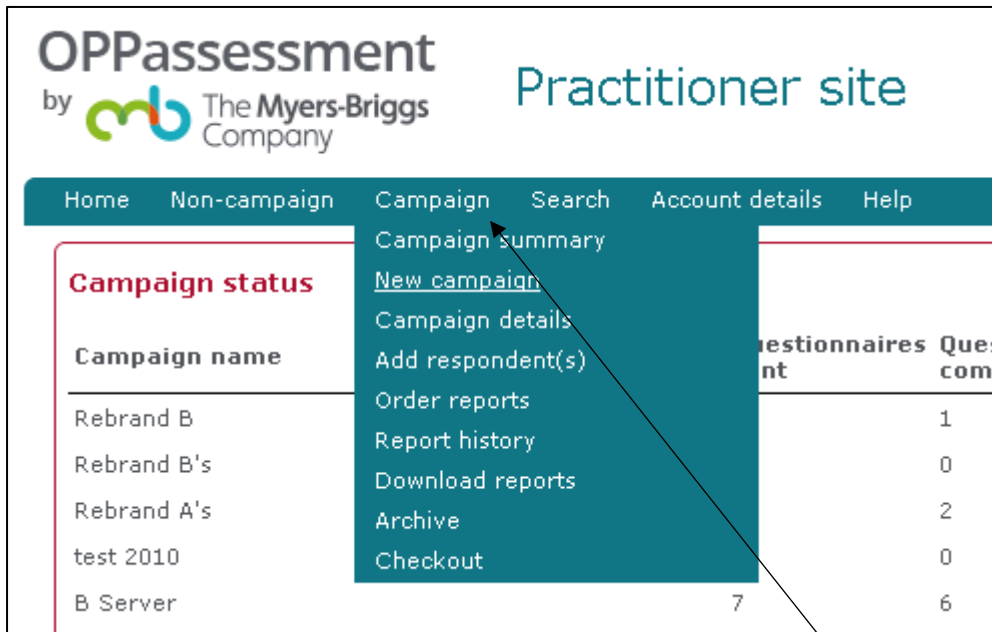 OPPassessment
by The Myers-Briggs Company
Practitioner site
Home Non-campaign Campaign Search Account details Help
Campaign summary
New campaign
Campaign details
Add respondent(s)
Order reports
Report history
Download reports
Archive
Checkout
Campaign status
Campaign name
Rebrand B 1
Rebrand B's 0
Rebrand A's 2
test 2010 0
B Server 7 6